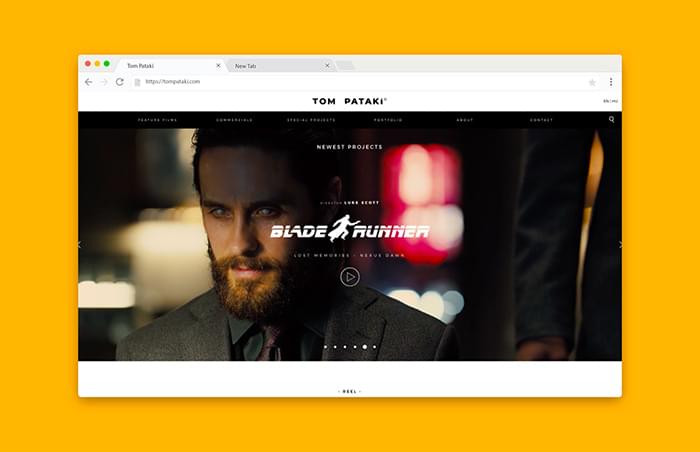 Tom Pataki
New Tab
https://tompataki.com
TOM PATAKI®
EN | HU
FEATURE FILMS
COMMERCIALS
SPECIAL PROJECTS
PORTFOLIO
ABOUT
CONTACT
NEWEST PROJECTS
DIRECTOR LUKE SCOTT
BLADE RUNNER
LOST MEMORIES - NEXUS DAWN
- REEL -